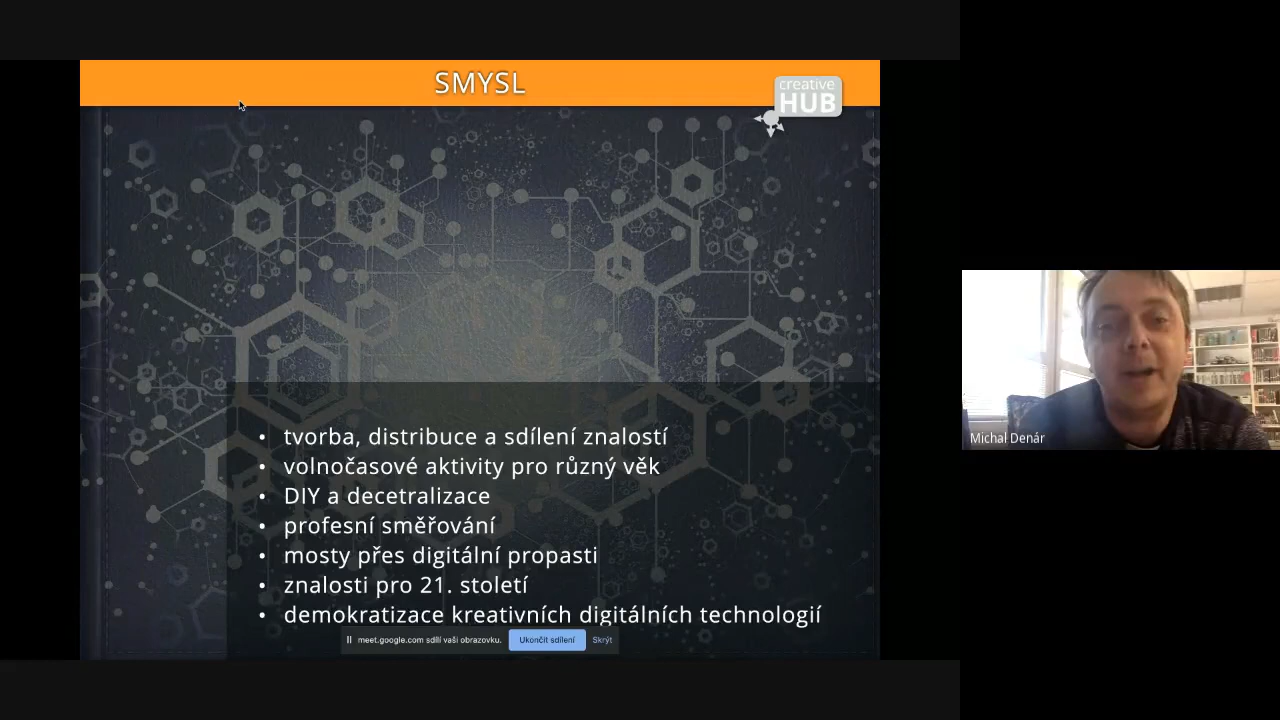 SMYSL
creative
HUB
• tvorba, distribuce a sdílení znalostí
• volnočasové aktivity pro různý věk
• DIY a decetralizace
• profesní směřování
• mosty přes digitální propasti
• znalosti pro 21. století
• demokratizace kreativních digitálních technologií
meet.google.com sdílí vaši obrazovku. Ukončit sdílení Skrýt
Michal Denár